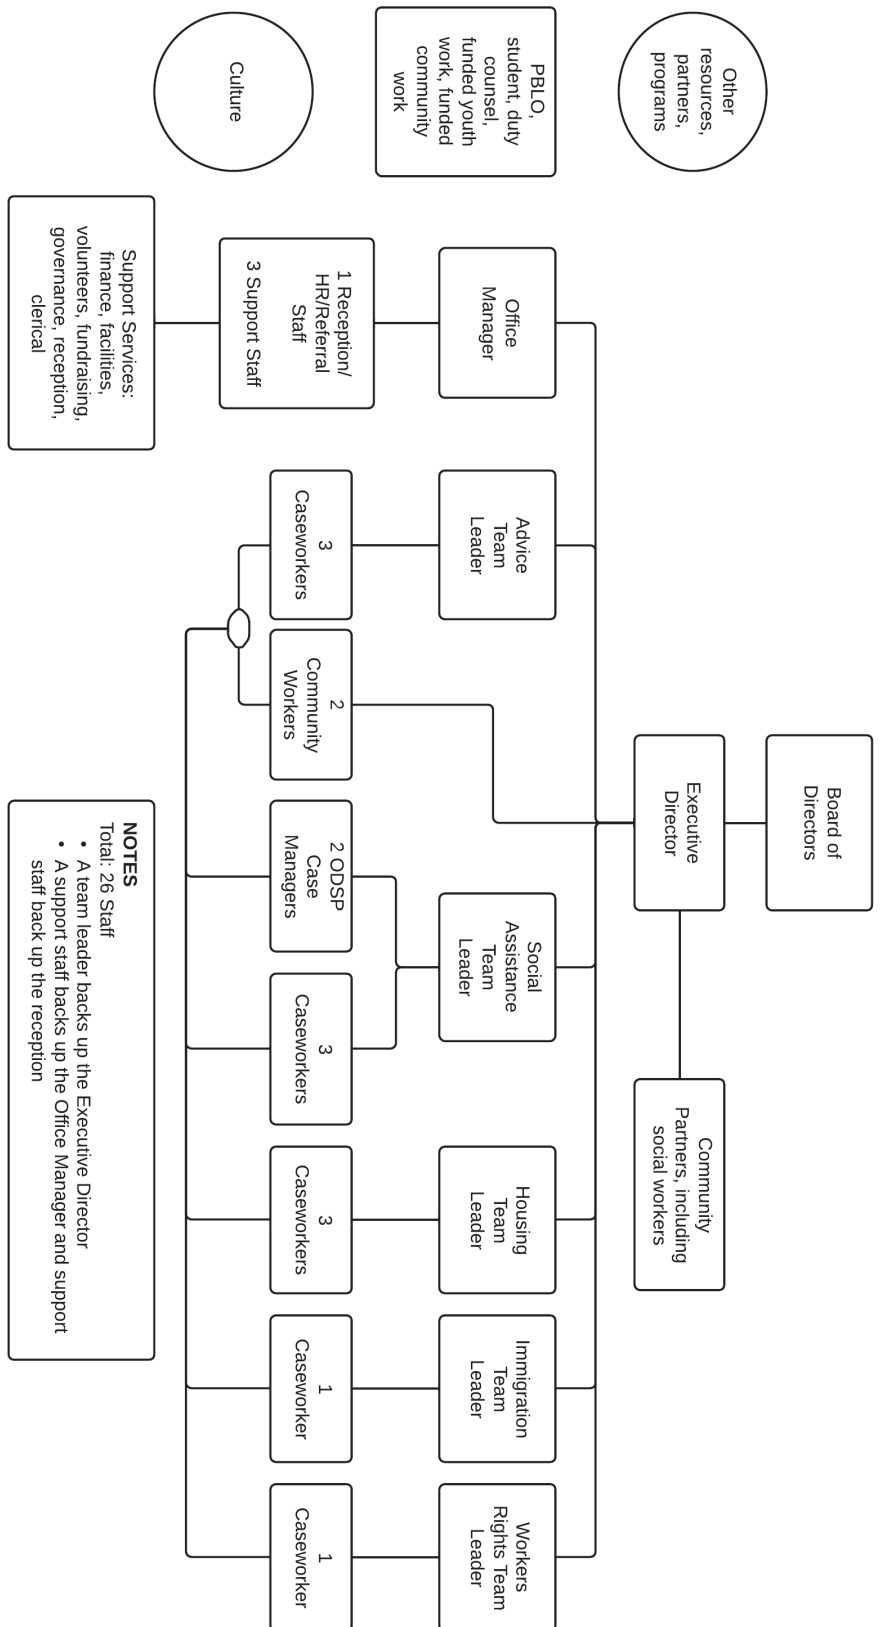 Board of
Directors
Other
resources,
partners,
programs
Executive
Director
Community
Partners, including
social workers
PBLO,
student, duty
counsel,
funded youth
work, funded
community
work
Office
Manager
Advice
Team
Leader
Social
Assistance
Team
Leader
Housing
Team
Leader
Immigration
Team
Leader
Workers
Rights Team
Leader
Culture
1 Reception/
HR/Referral
Staff
3 Support Staff
3
Caseworkers
2
Community
Workers
2 ODSP
Case
Managers
3
Caseworkers
3
Caseworkers
1
Caseworker
1
Caseworker
Support Services:
finance, facilities,
volunteers, fundraising,
governance, reception,
clerical
NOTES
Total: 26 Staff
• A team leader backs up the Executive Director
• A support staff backs up the Office Manager and support
staff back up the reception